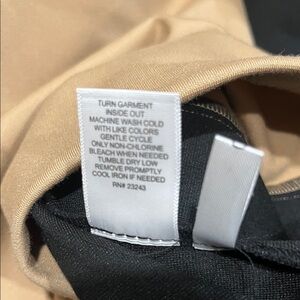 TURN GARMENT
INSIDE OUT
MACHINE WASH COLD
WITH LIKE COLORS
GENTLE CYCLE
ONLY NON-CHLORINE
BLEACH WHEN NEEDED
TUMBLE DRY LOW
REMOVE PROMPTLY
COOL IRON IF NEEDED
RN# 23243